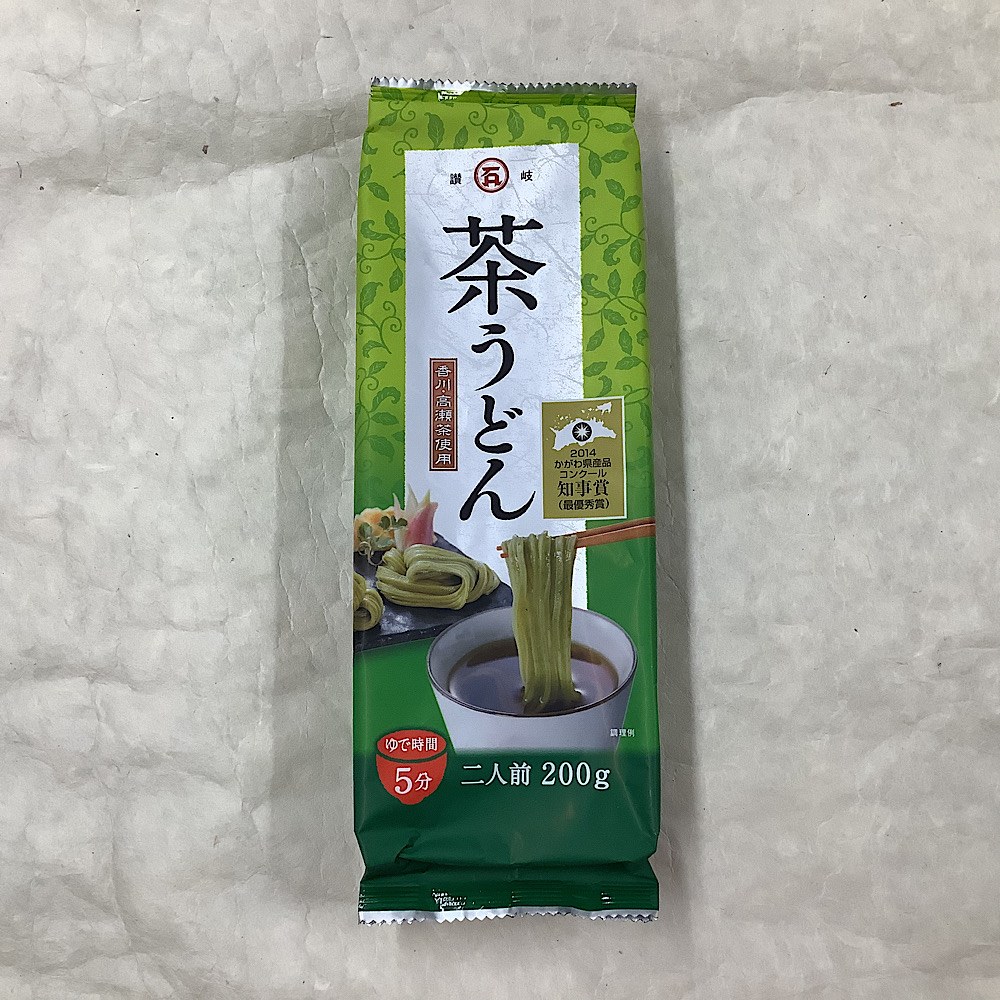 讃 石 岐
茶うどん
香川・高瀬茶使用
2014
かがわ県産品
コンクール
知事賞
(最優秀賞)
調理例
ゆで時間
5分
二人前 200g